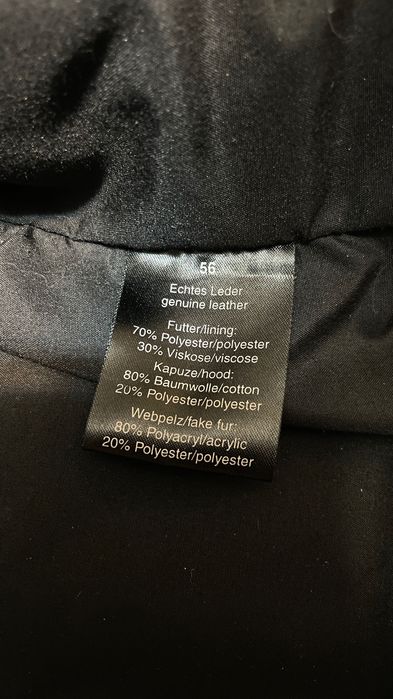 56
Echtes Leder
genuine leather
Futter/lining:
70% Polyester/polyester
30% Viskose/viscose
Kapuze/hood:
80% Baumwolle/cotton
20% Polyester/polyester
Webpelz/fake fur:
80% Polyacryl/acrylic
20% Polyester/polyester